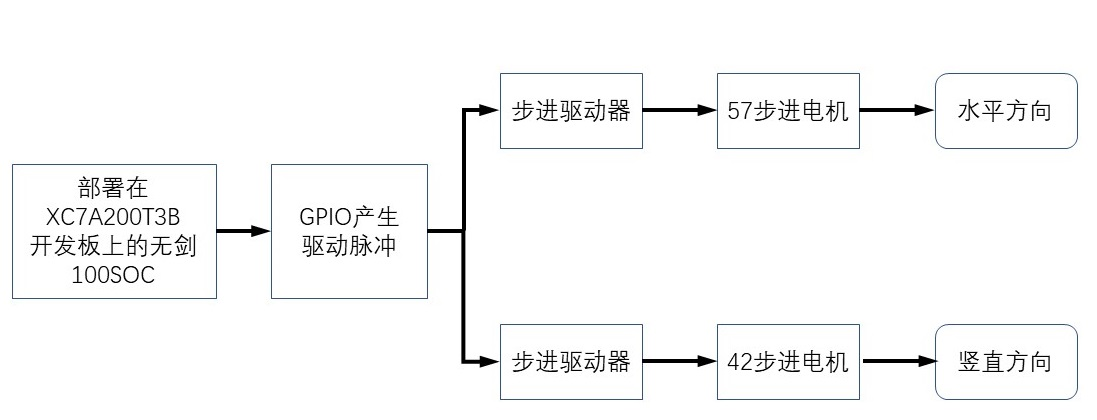 部署在
XC7A200T3B
开发板上的无剑
100SOC
GPIO产生
驱动脉冲
步进驱动器
57步进电机
水平方向
步进驱动器
42步进电机
竖直方向